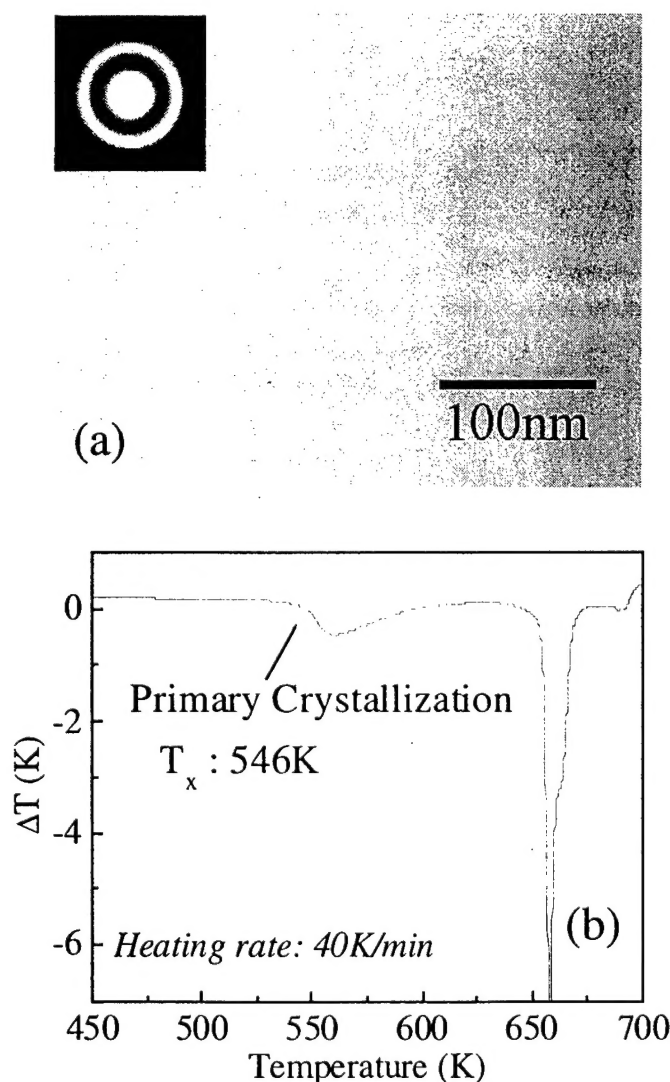 (a)
100nm
0
-2
-4
-6
ΔT (K)
Primary Crystallization
Tₓ : 546K
Heating rate: 40K/min
(b)
450 500 550 600 650 700
Temperature (K)